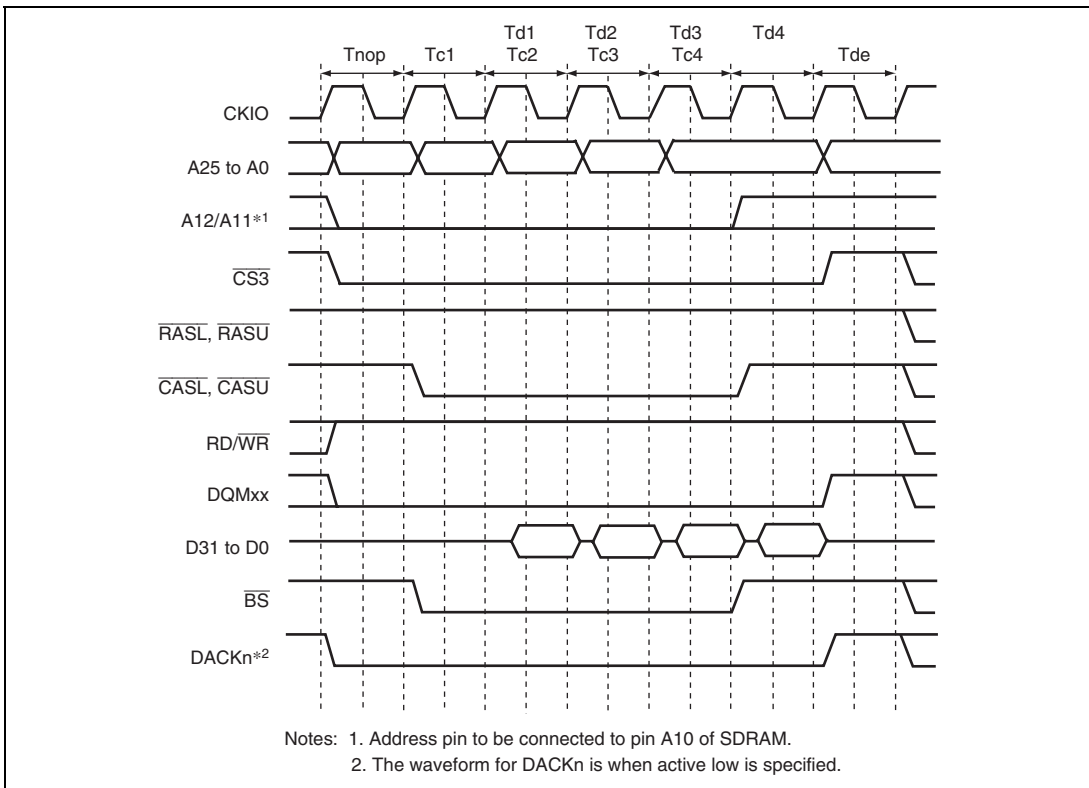 Td1 Td2 Td3 Td4
Tnop Tc1 Tc2 Tc3 Tc4 Tde
CKIO
A25 to A0
A12/A11*1
CS3
RASL, RASU
CASL, CASU
RD/WR
DQMxx
D31 to D0
BS
DACKn*2
Notes: 1. Address pin to be connected to pin A10 of SDRAM.
2. The waveform for DACKn is when active low is specified.